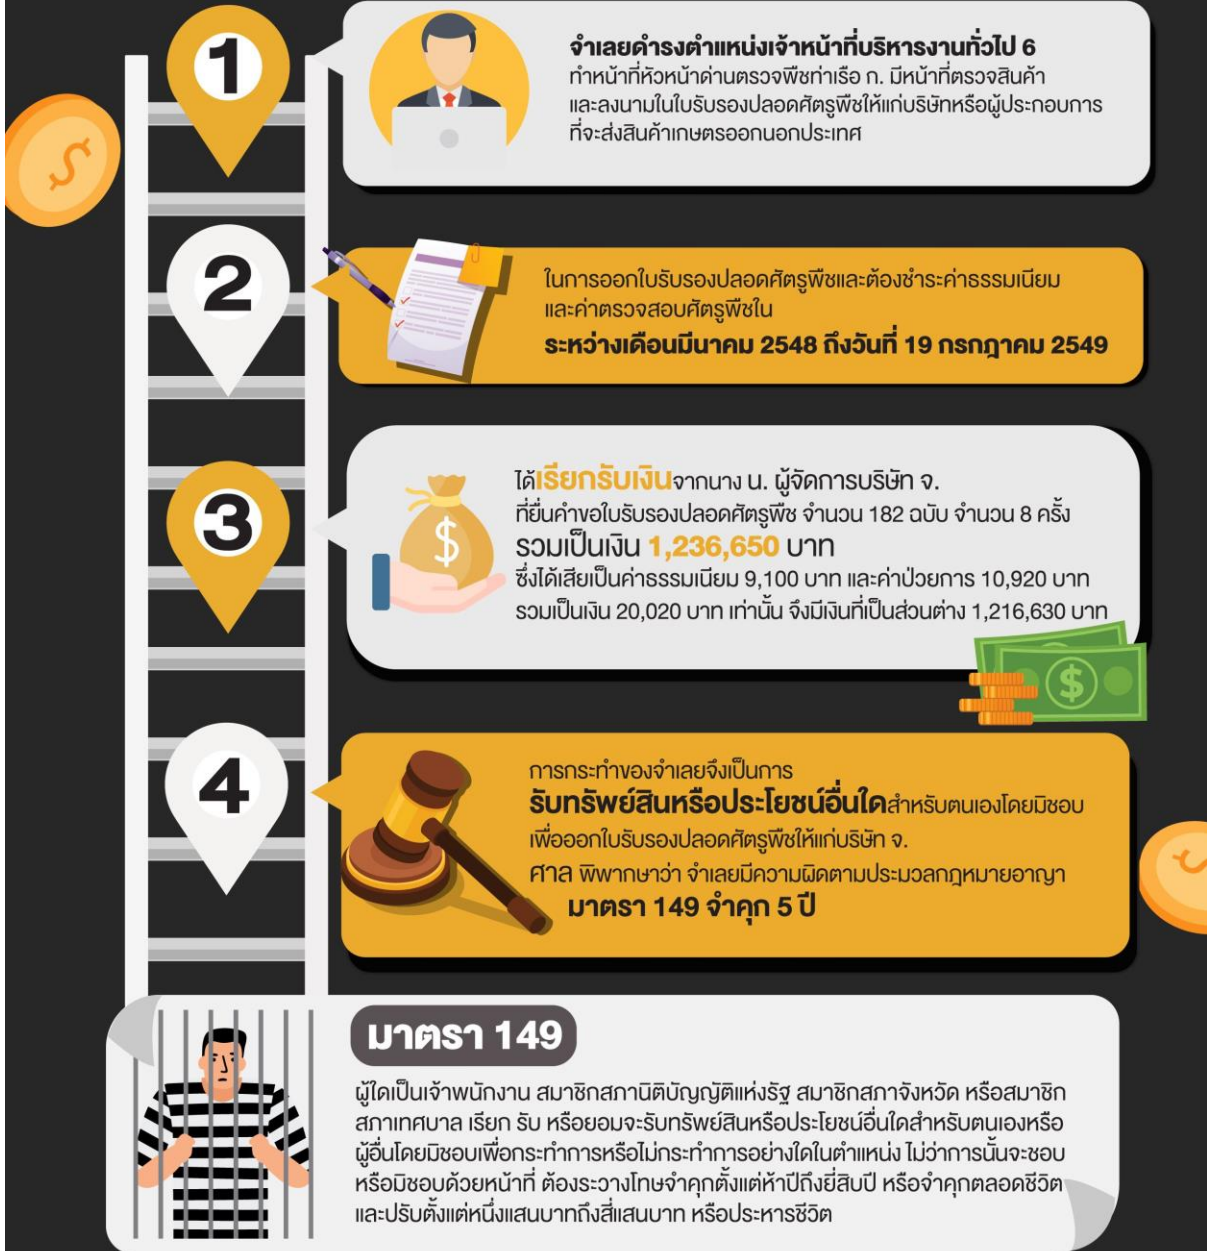 1
จำเลยดำรงตำแหน่งเจ้าหน้าที่บริหารงานทั่วไป 6
ทำหน้าที่หัวหน้าด่านตรวจพืชท่าเรือ ก. มีหน้าที่ตรวจสินค้า
และลงนามในใบรับรองปลอดศัตรูพืชให้แก่บริษัทหรือผู้ประกอบการ
ที่จะส่งสินค้าเกษตรออกนอกประเทศ
2
ในการออกใบรับรองปลอดศัตรูพืชและต้องชำระค่าธรรมเนียม
และค่าตรวจสอบศัตรูพืชใน
ระหว่างเดือนมีนาคม 2548 ถึงวันที่ 19 กรกฎาคม 2549
3
ได้เรียกรับเงินจากนาง น. ผู้จัดการบริษัท จ.
ที่ยื่นคำขอใบรับรองปลอดศัตรูพืช จำนวน 182 ฉบับ จำนวน 8 ครั้ง
รวมเป็นเงิน 1,236,650 บาท
ซึ่งได้เสียเป็นค่าธรรมเนียม 9,100 บาท และค่าป่วยการ 10,920 บาท
รวมเป็นเงิน 20,020 บาท เท่านั้น จึงมีเงินที่เป็นส่วนต่าง 1,216,630 บาท
4
การกระทำของจำเลยจึงเป็นการ
รับทรัพย์สินหรือประโยชน์อื่นใดสำหรับตนเองโดยมิชอบ
เพื่อออกใบรับรองปลอดศัตรูพืชให้แก่บริษัท จ.
ศาล พิพากษาว่า จำเลยมีความผิดตามประมวลกฎหมายอาญา
มาตรา 149 จำคุก 5 ปี
มาตรา 149
ผู้ใดเป็นเจ้าพนักงาน สมาชิกสภานิติบัญญัติแห่งรัฐ สมาชิกสภาจังหวัด หรือสมาชิก
สภาเทศบาล เรียก รับ หรือยอมจะรับทรัพย์สินหรือประโยชน์อื่นใดสำหรับตนเองหรือ
ผู้อื่นโดยมิชอบเพื่อกระทำการหรือไม่กระทำการอย่างใดในตำแหน่ง ไม่ว่าการนั้นจะชอบ
หรือมิชอบด้วยหน้าที่ ต้องระวางโทษจำคุกตั้งแต่ห้าปีถึงยี่สิบปี หรือจำคุกตลอดชีวิต
และปรับตั้งแต่หนึ่งแสนบาทถึงสี่แสนบาท หรือประหารชีวิต